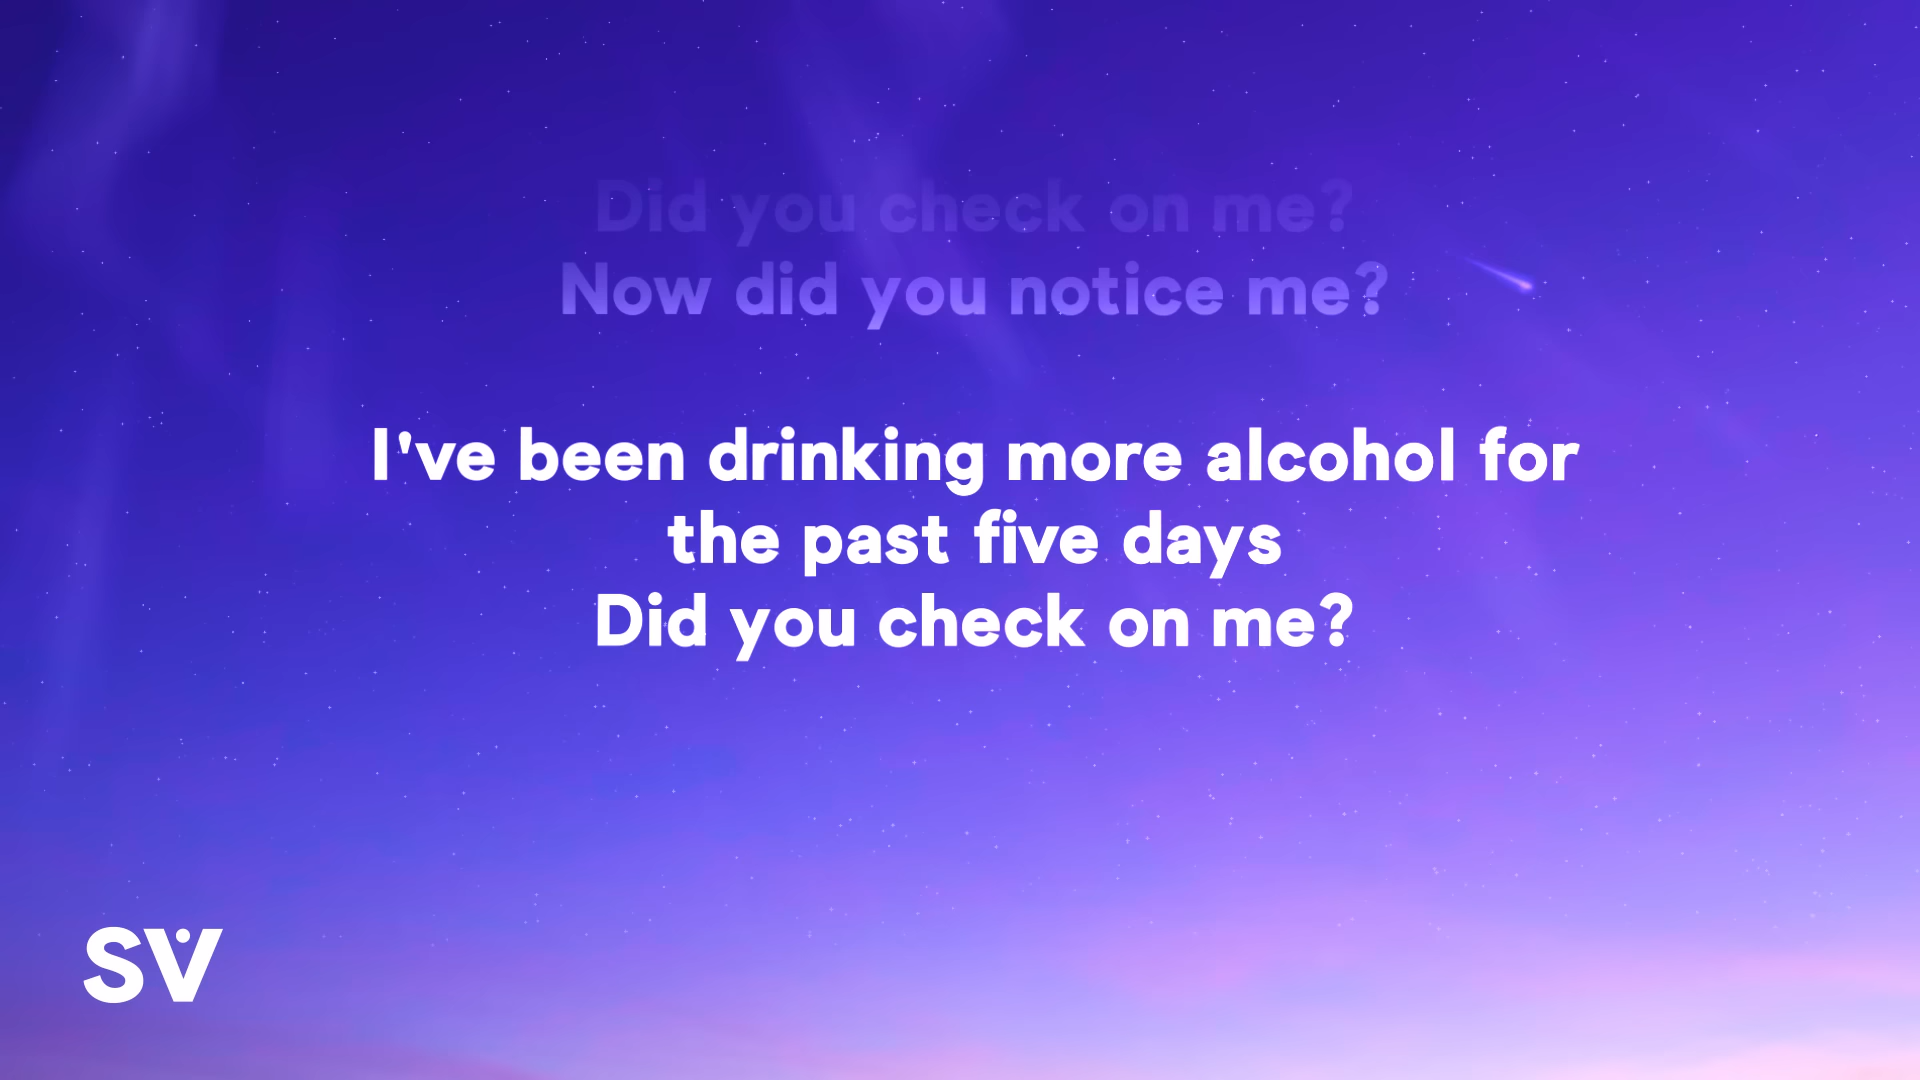 Did you check on me?
Now did you notice me?
I've been drinking more alcohol for
the past five days
Did you check on me?
SV